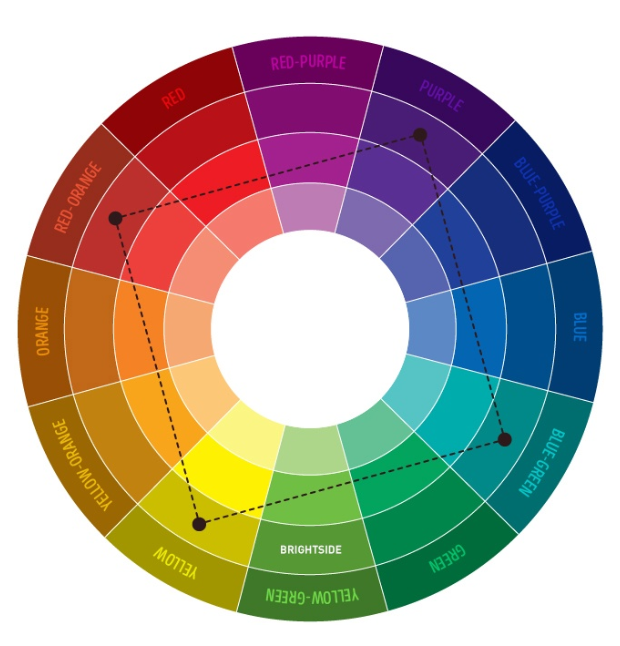 RED-PURPLE
PURPLE
BLUE-PURPLE
BLUE
BLUE-GREEN
GREEN
YELLOW-GREEN
YELLOW
YELLOW-ORANGE
ORANGE
RED-ORANGE
RED
BRIGHTSIDE